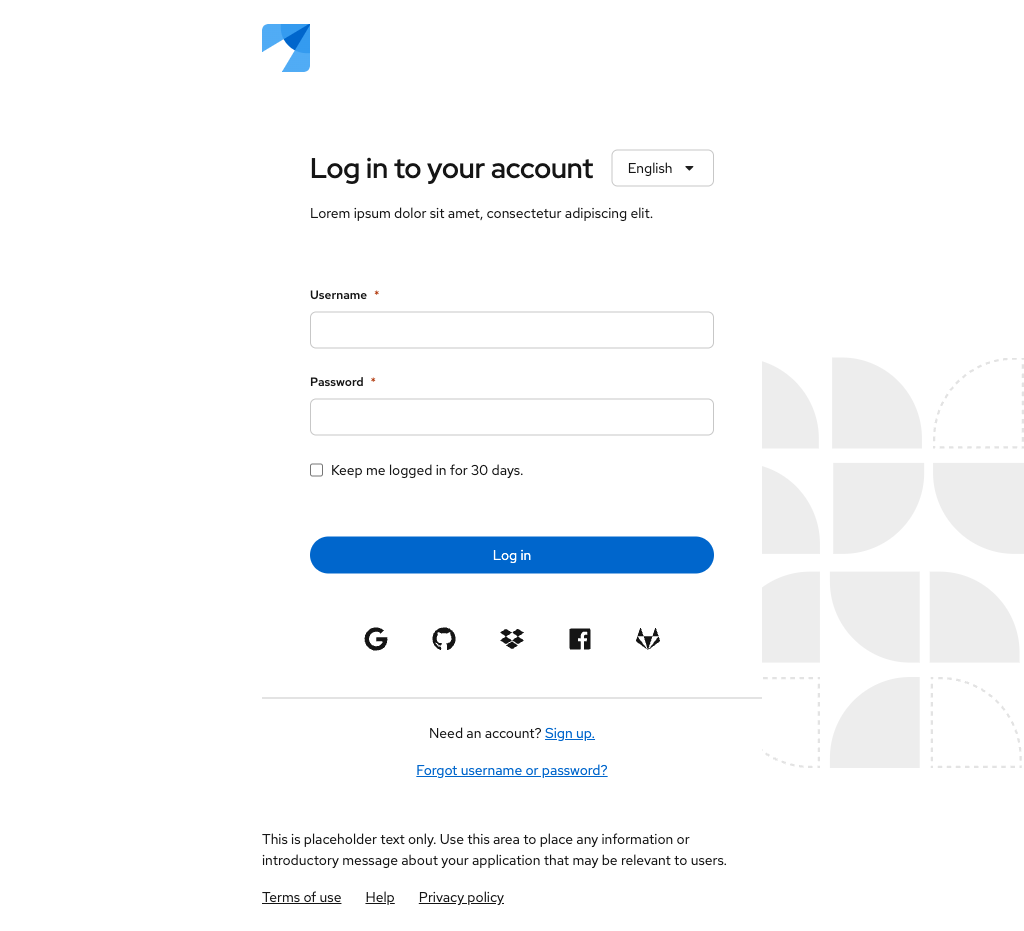 Log in to your account
English
Lorem ipsum dolor sit amet, consectetur adipiscing elit.
Username *
Password *
Keep me logged in for 30 days.
Log in
Need an account? Sign up.
Forgot username or password?
This is placeholder text only. Use this area to place any information or
introductory message about your application that may be relevant to users.
Terms of use Help Privacy policy